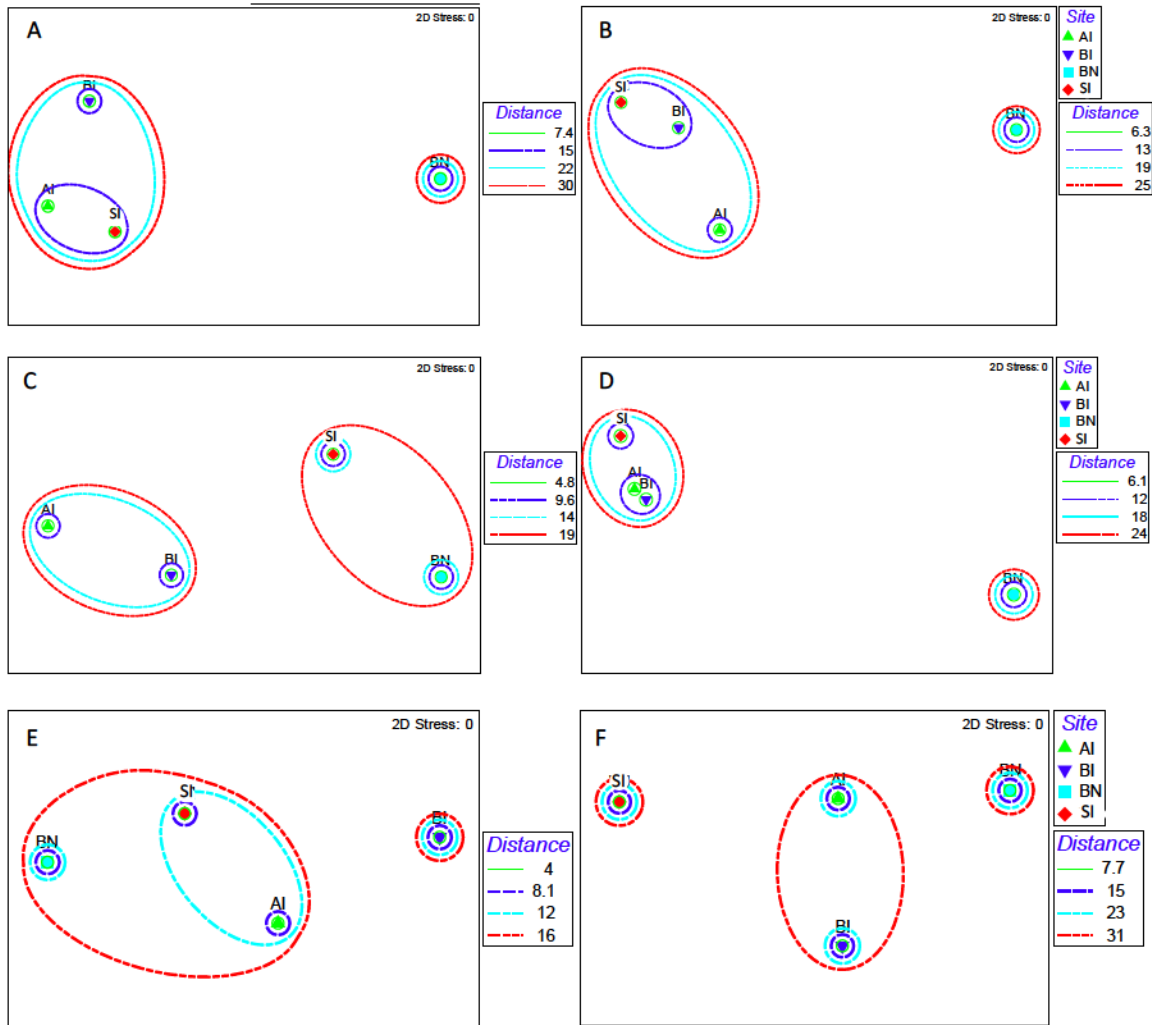 A
2D Stress: 0
BI
AI
SI
BN
Distance
7.4
15
22
30
B
2D Stress: 0
SI
BI
AI
BN
Site
AI
BI
BN
SI
Distance
6.3
13
19
25
C
2D Stress: 0
SI
AI
BI
BN
Distance
4.8
9.6
14
19
D
2D Stress: 0
SI
AI
BI
BN
Site
AI
BI
BN
SI
Distance
6.1
12
18
24
E
2D Stress: 0
SI
BN
BI
AI
Distance
4
8.1
12
16
F
2D Stress: 0
SI
AI
BN
BI
Site
AI
BI
BN
SI
Distance
7.7
15
23
31